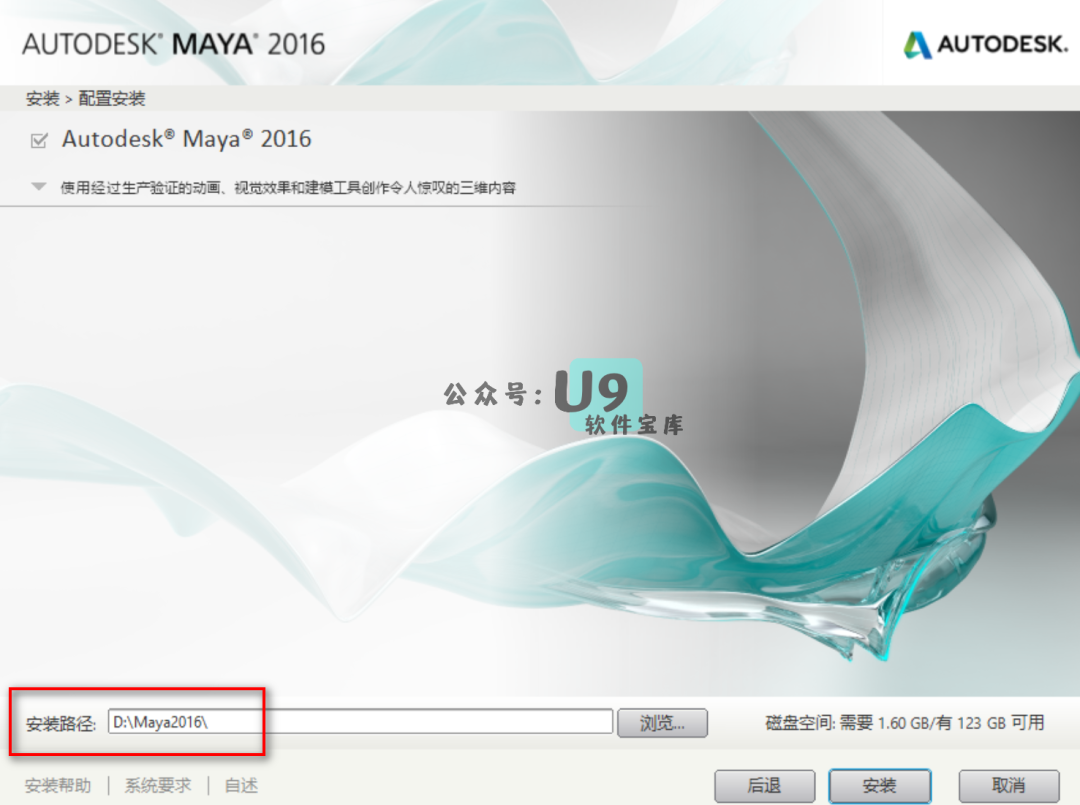 AUTODESK® MAYA® 2016
AUTODESK.
安装 > 配置安装
Autodesk® Maya® 2016
使用经过生产验证的动画、视觉效果和建模工具创作令人惊叹的三维内容
公众号: U9
软件宝库
安装路径: D:\Maya2016\ 浏览... 磁盘空间: 需要 1.60 GB/有 123 GB 可用
安装帮助 | 系统要求 | 自述 后退 安装 取消